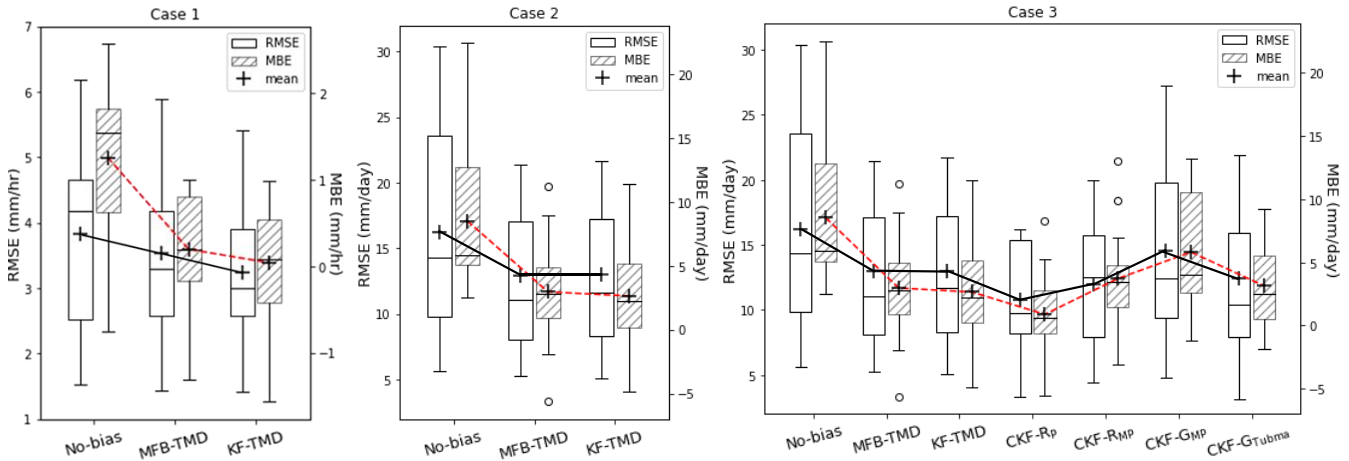 Case 1
RMSE
MBE
mean
7
6
5
4
3
2
1
RMSE (mm/hr)
2
1
0
−1
MBE (mm/hr)
No-bias
MFB-TMD
KF-TMD
Case 2
RMSE
MBE
mean
30
25
20
15
10
5
RMSE (mm/day)
20
15
10
5
0
−5
MBE (mm/day)
No-bias
MFB-TMD
KF-TMD
Case 3
RMSE
MBE
mean
30
25
20
15
10
5
RMSE (mm/day)
20
15
10
5
0
−5
MBE (mm/day)
No-bias
MFB-TMD
KF-TMD
CKF-RP
CKF-RMP
CKF-GMP
CKF-GTubma